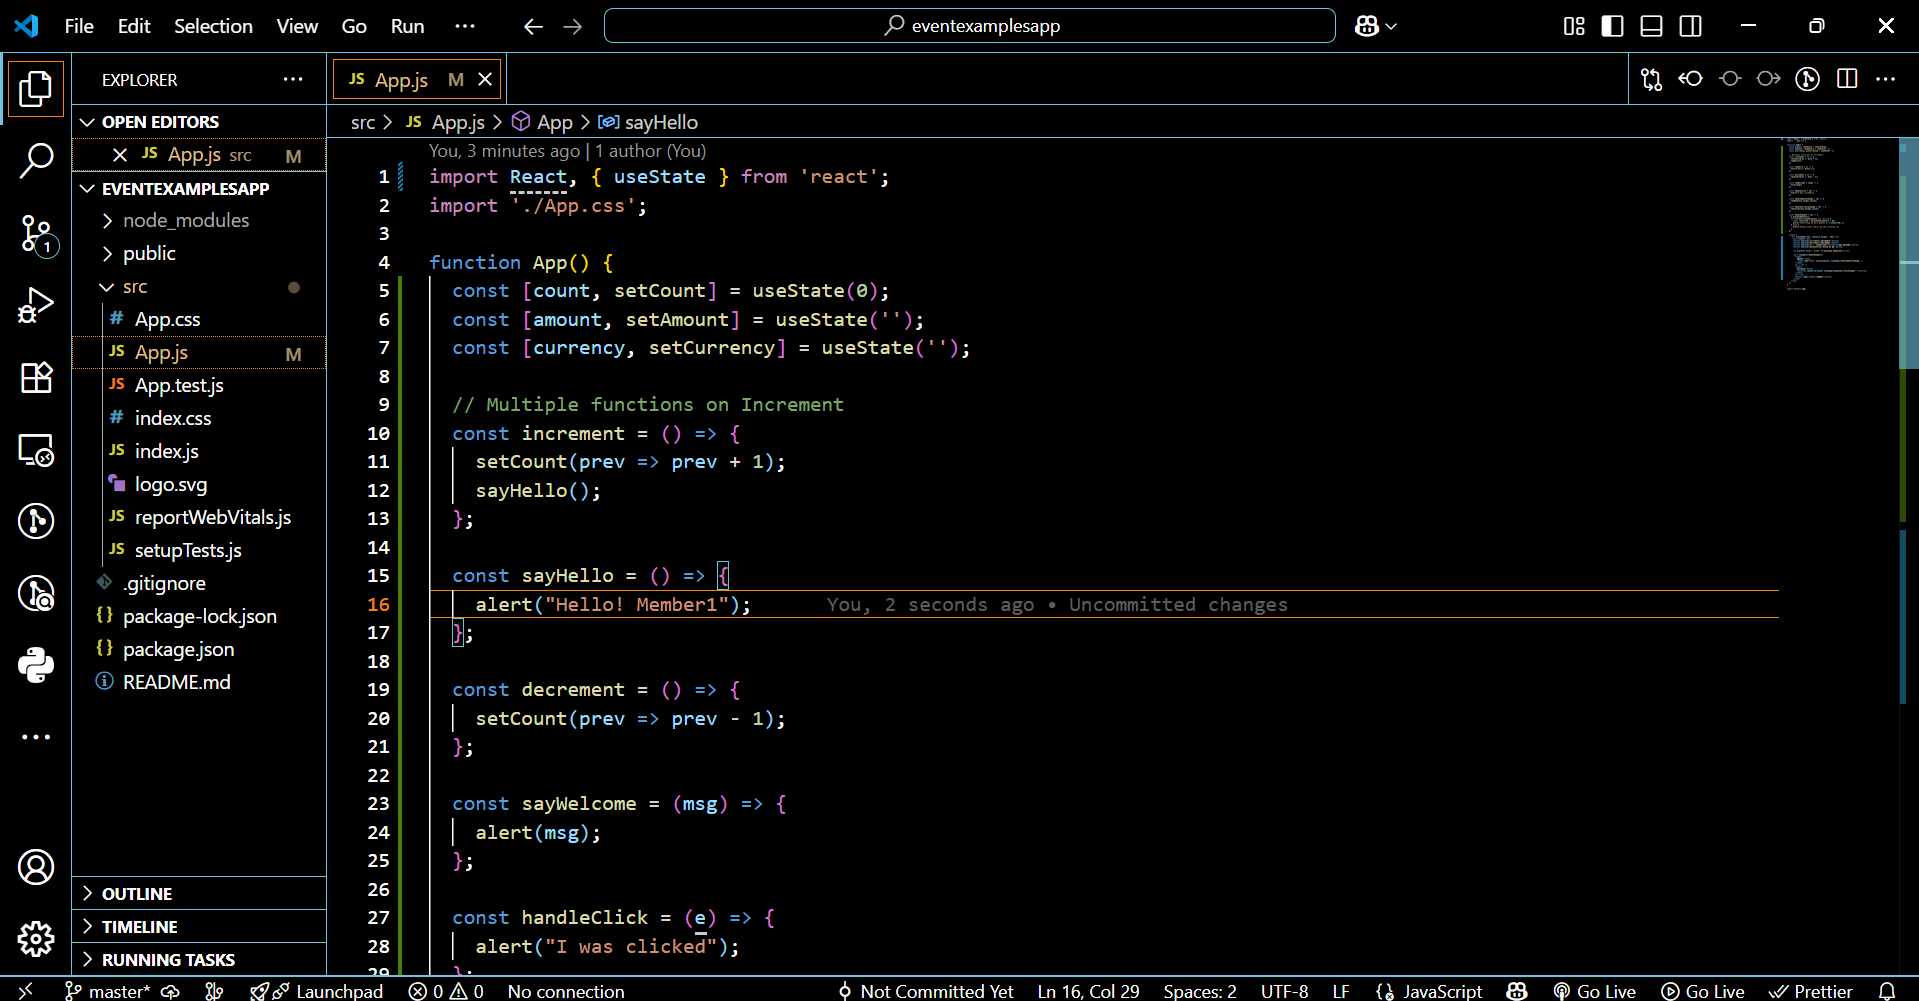 File Edit Selection View Go Run ··· eventexamplesapp
EXPLORER ···
JS App.js M
src > JS App.js > App > sayHello
OPEN EDITORS
JS App.js src M
EVENTEXAMPLESAPP
node_modules
public
src
# App.css
JS App.js M
JS App.test.js
# index.css
JS index.js
logo.svg
JS reportWebVitals.js
JS setupTests.js
.gitignore
{} package-lock.json
{} package.json
README.md
OUTLINE
TIMELINE
RUNNING TASKS
1
You, 3 minutes ago | 1 author (You)
1 import React, { useState } from 'react';
2 import './App.css';
3
4 function App() {
5 const [count, setCount] = useState(0);
6 const [amount, setAmount] = useState('');
7 const [currency, setCurrency] = useState('');
8
9 // Multiple functions on Increment
10 const increment = () => {
11 setCount(prev => prev + 1);
12 sayHello();
13 };
14
15 const sayHello = () => {
16 alert("Hello! Member1"); You, 2 seconds ago • Uncommitted changes
17 };
18
19 const decrement = () => {
20 setCount(prev => prev - 1);
21 };
22
23 const sayWelcome = (msg) => {
24 alert(msg);
25 };
26
27 const handleClick = (e) => {
28 alert("I was clicked");
29 };
master* Launchpad 0 0 No connection Not Committed Yet Ln 16, Col 29 Spaces: 2 UTF-8 LF {} JavaScript Go Live Go Live Prettier